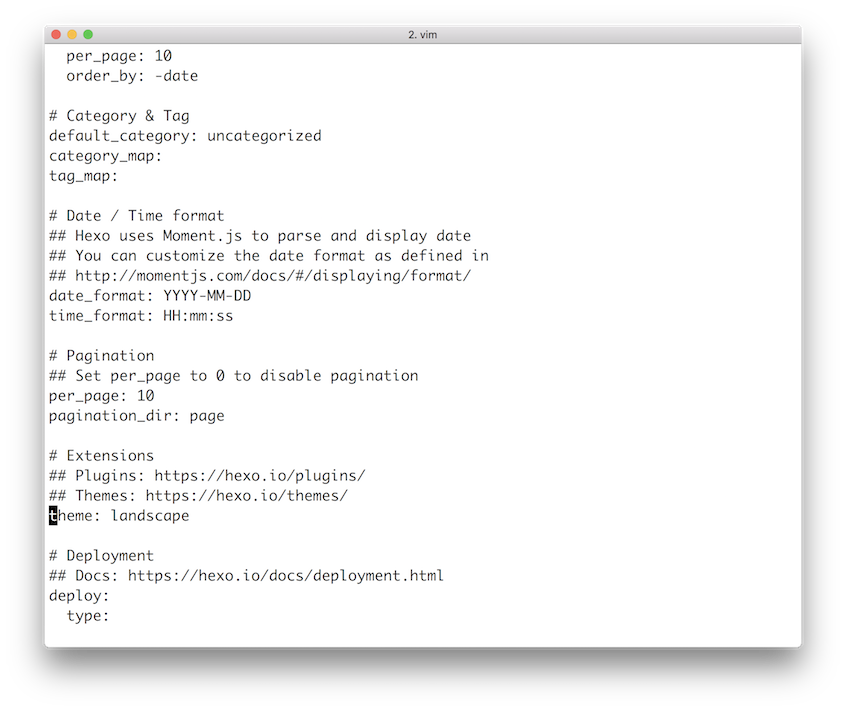 2. vim
  per_page: 10
  order_by: -date

# Category & Tag
default_category: uncategorized
category_map:
tag_map:

# Date / Time format
## Hexo uses Moment.js to parse and display date
## You can customize the date format as defined in
## http://momentjs.com/docs/#/displaying/format/
date_format: YYYY-MM-DD
time_format: HH:mm:ss

# Pagination
## Set per_page to 0 to disable pagination
per_page: 10
pagination_dir: page

# Extensions
## Plugins: https://hexo.io/plugins/
## Themes: https://hexo.io/themes/
theme: landscape

# Deployment
## Docs: https://hexo.io/docs/deployment.html
deploy:
  type: